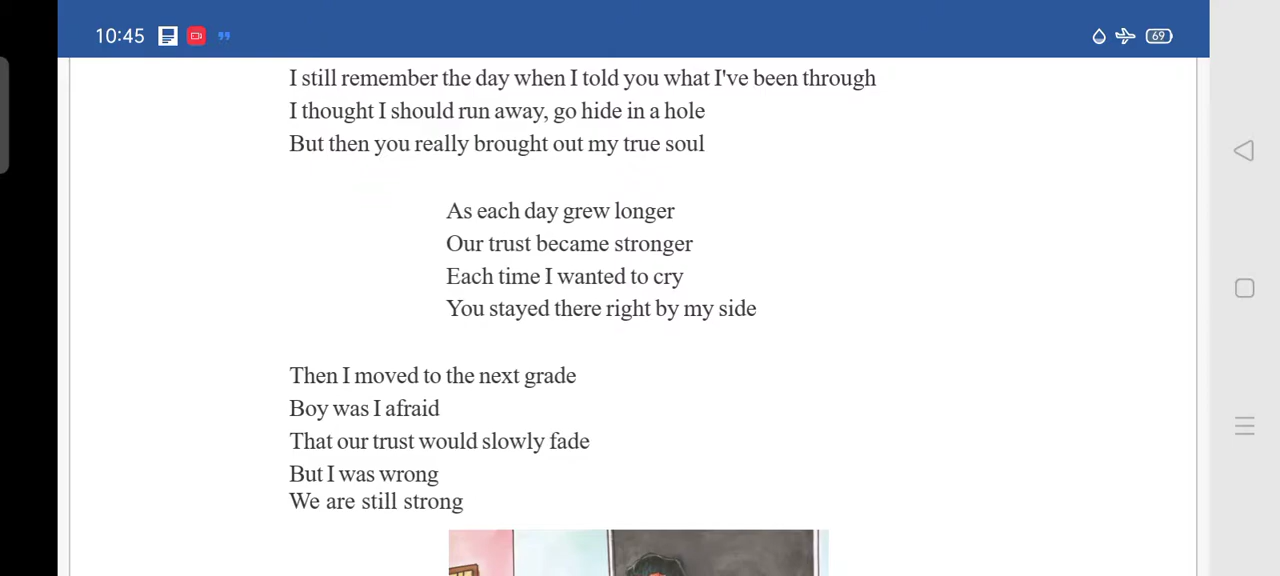 10:45
69
I still remember the day when I told you what I've been through
I thought I should run away, go hide in a hole
But then you really brought out my true soul
As each day grew longer
Our trust became stronger
Each time I wanted to cry
You stayed there right by my side
Then I moved to the next grade
Boy was I afraid
That our trust would slowly fade
But I was wrong
We are still strong